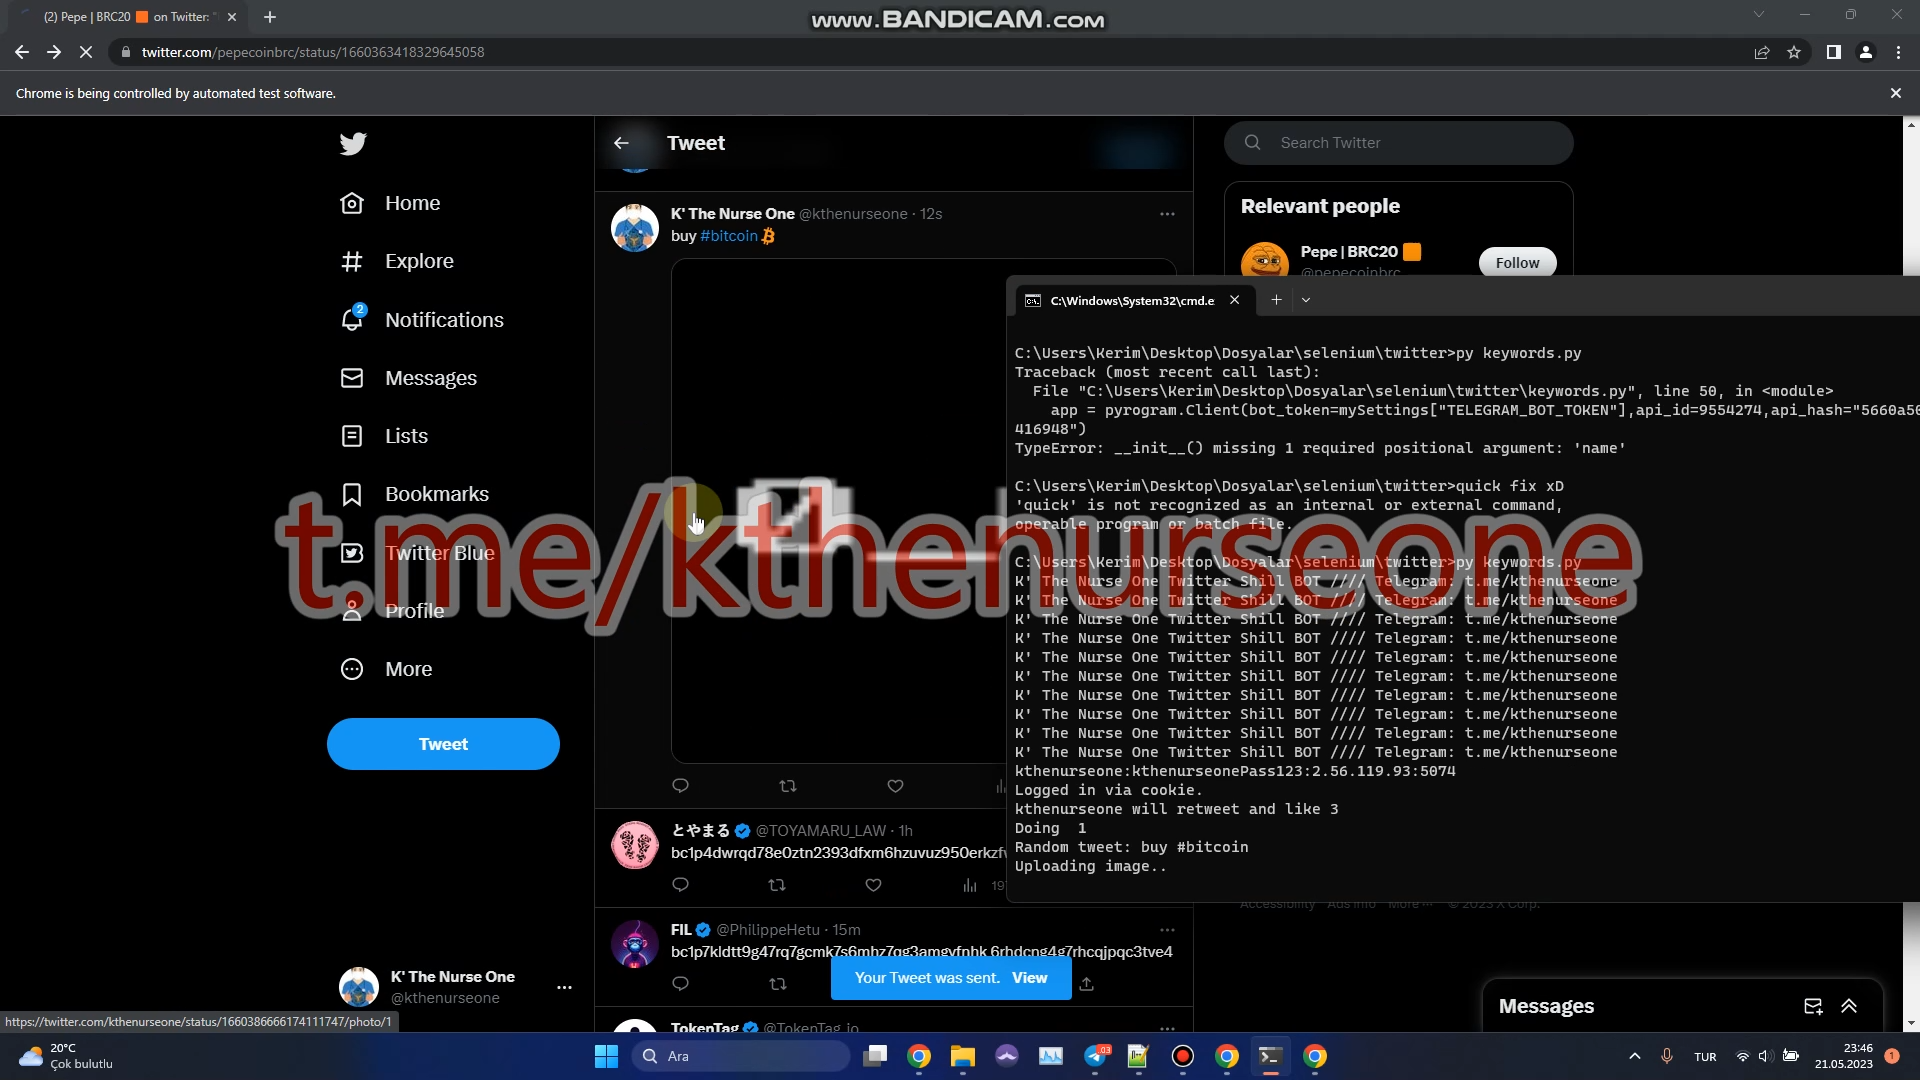 (2) Pepe | BRC20 🟧 on Twitter: "
www.BANDICAM.com
twitter.com/pepecoinbrc/status/1660363418329645058
Chrome is being controlled by automated test software.
Home
Explore
2
Notifications
Messages
Lists
Bookmarks
Twitter Blue
Profile
More
Tweet
K' The Nurse One
@kthenurseone
https://twitter.com/kthenurseone/status/1660386666174111747/photo/1
Tweet
K' The Nurse One @kthenurseone · 12s
buy #bitcoin
とやまる @TOYAMARU_LAW · 1h
bc1p4dwrqd78e0ztn2393dfxm6hzuvuz950erkzf
FIL @PhilippeHetu · 15m
bc1p7kldtt9g47rq7gcmk7s6mhz7qg3amgvfnhk
Your Tweet was sent. View
TokenTag @TokenTag_io
Search Twitter
Relevant people
Pepe | BRC20 🟧
@pepecoinbrc
Follow
C:\Windows\System32\cmd.e
C:\Users\Kerim\Desktop\Dosyalar\selenium\twitter>py keywords.py
Traceback (most recent call last):
File "C:\Users\Kerim\Desktop\Dosyalar\selenium\twitter\keywords.py", line 50, in <module>
app = pyrogram.Client(bot_token=mySettings["TELEGRAM_BOT_TOKEN"],api_id=9554274,api_hash="5660a50
416948")
TypeError: __init__() missing 1 required positional argument: 'name'
C:\Users\Kerim\Desktop\Dosyalar\selenium\twitter>quick fix xD
'quick' is not recognized as an internal or external command,
operable program or batch file.
C:\Users\Kerim\Desktop\Dosyalar\selenium\twitter>py keywords.py
K' The Nurse One Twitter Shill BOT //// Telegram: t.me/kthenurseone
K' The Nurse One Twitter Shill BOT //// Telegram: t.me/kthenurseone
K' The Nurse One Twitter Shill BOT //// Telegram: t.me/kthenurseone
K' The Nurse One Twitter Shill BOT //// Telegram: t.me/kthenurseone
K' The Nurse One Twitter Shill BOT //// Telegram: t.me/kthenurseone
K' The Nurse One Twitter Shill BOT //// Telegram: t.me/kthenurseone
K' The Nurse One Twitter Shill BOT //// Telegram: t.me/kthenurseone
K' The Nurse One Twitter Shill BOT //// Telegram: t.me/kthenurseone
K' The Nurse One Twitter Shill BOT //// Telegram: t.me/kthenurseone
K' The Nurse One Twitter Shill BOT //// Telegram: t.me/kthenurseone
kthenurseone:kthenurseonePass123:2.56.119.93:5074
Logged in via cookie.
kthenurseone will retweet and like 3
Doing 1
Random tweet: buy #bitcoin
Uploading image..
t.me/kthenurseone
Accessibility Ads info More ··· © 2023 X Corp.
Messages
20°C
Çok bulutlu
Ara
03
TUR
23:46
21.05.2023
1